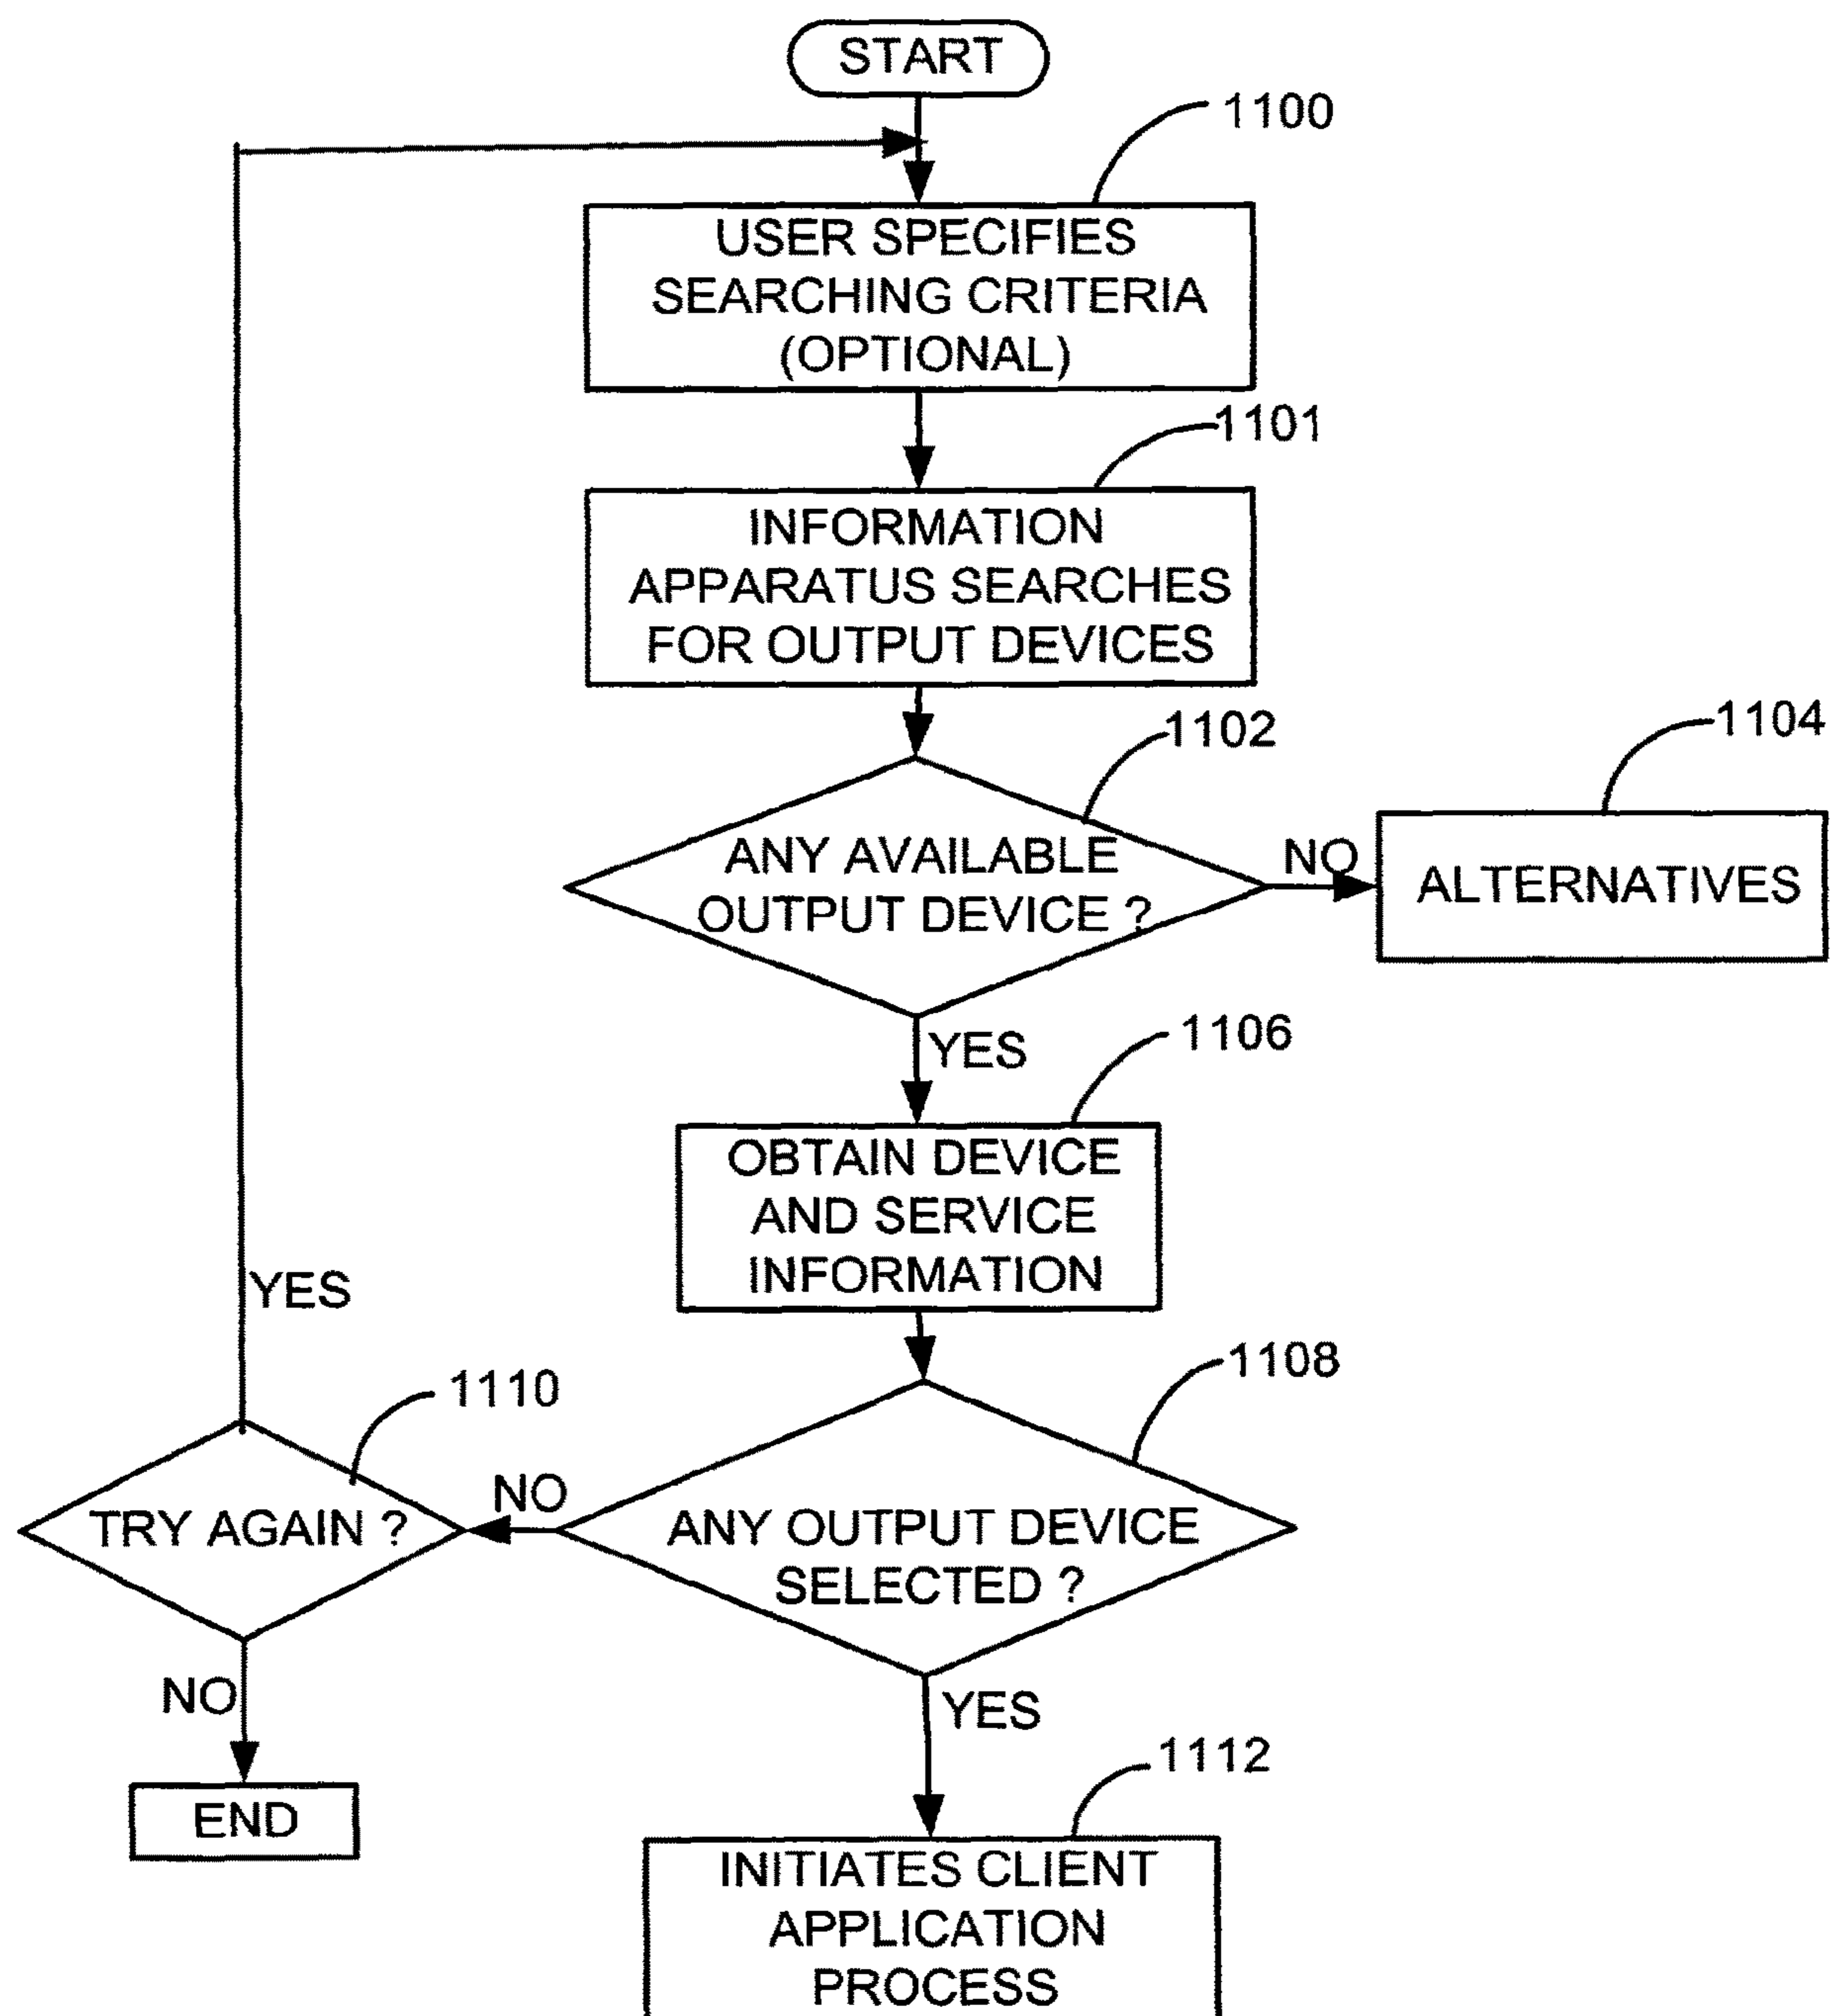 START
1100
USER SPECIFIES
SEARCHING CRITERIA
(OPTIONAL)
1101
INFORMATION
APPARATUS SEARCHES
FOR OUTPUT DEVICES
1102
1104
ANY AVAILABLE
OUTPUT DEVICE ?
NO
ALTERNATIVES
YES
1106
OBTAIN DEVICE
AND SERVICE
INFORMATION
YES
1108
1110
NO
TRY AGAIN ?
ANY OUTPUT DEVICE
SELECTED ?
NO
YES
END
1112
INITIATES CLIENT
APPLICATION
PROCESS